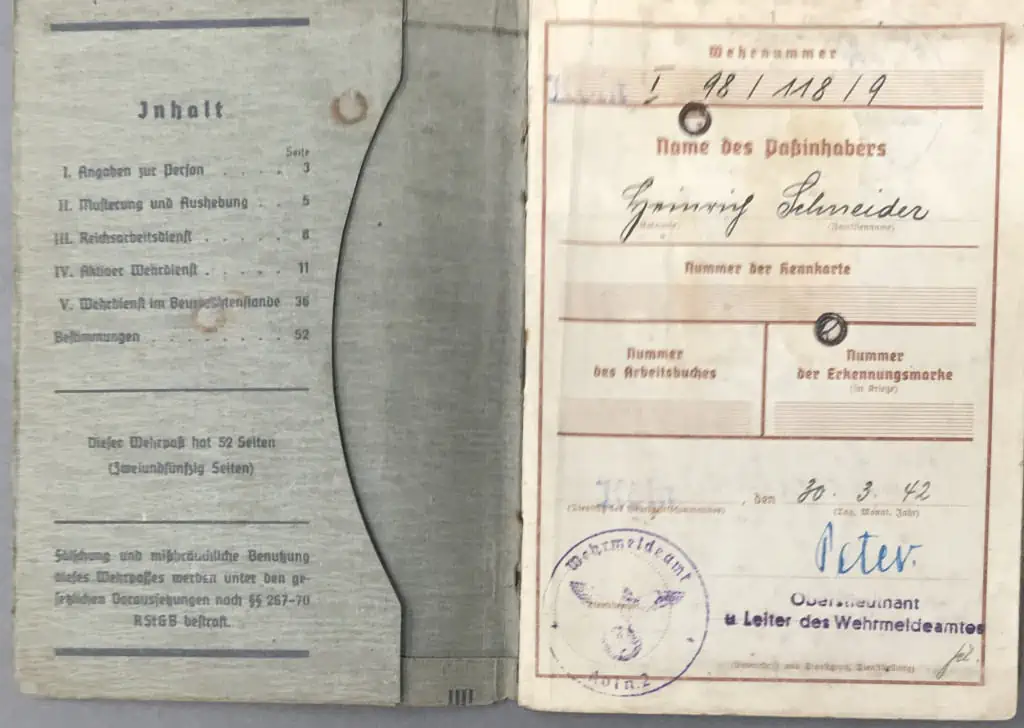 Inhalt
Seite
I. Angaben zur Person . . . . 3
II. Musterung und Aushebung . . 5
III. Reichsarbeitsdienst . . . . . 8
IV. Aktiver Wehrdienst . . . . . 11
V. Wehrdienst im Beurlaubtenstande 36
Bestimmungen . . . . . . . . 52
Dieser Wehrpaß hat 52 Seiten
(Zweiundfünfzig Seiten)
Fälschung und mißbräuchliche Benutzung
dieses Wehrpasses werden unter den ge-
setzlichen Voraussetzungen nach §§ 267-70
RStGB bestraft.
Wehrnummer
I 98 / 118 / 9
Name des Paßinhabers
Heinrich Schneider
(Vorname) (Familienname)
Nummer der Kennkarte
Nummer
des Arbeitsbuches
Nummer
der Erkennungsmarke
(im Kriege)
, den 30. 3. 42
(Tag, Monat, Jahr)
Wehrmeldeamt
Köln 2
Peter.
Oberstleutnant
u Leiter des Wehrmeldeamtes